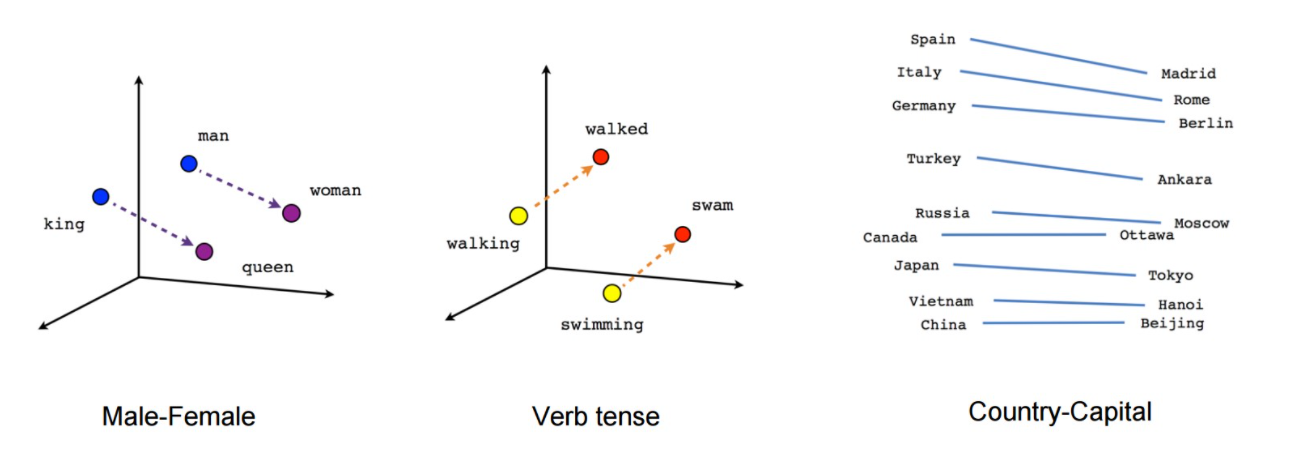 man
woman
king
queen
Male-Female
walked
swam
walking
swimming
Verb tense
Spain Madrid
Italy Rome
Germany Berlin
Turkey Ankara
Russia Moscow
Canada Ottawa
Japan Tokyo
Vietnam Hanoi
China Beijing
Country-Capital